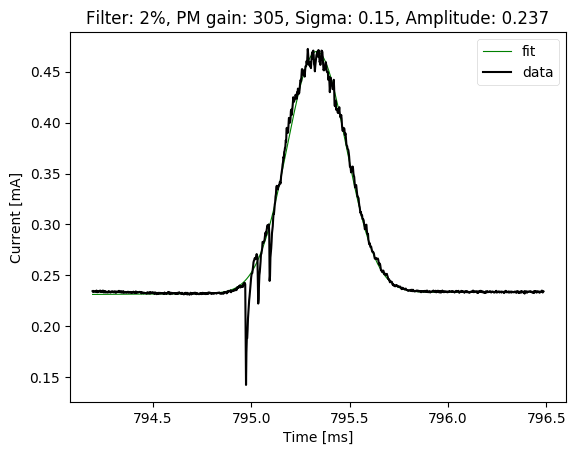 Filter: 2%, PM gain: 305, Sigma: 0.15, Amplitude: 0.237
fit
data
0.45
0.40
0.35
0.30
0.25
0.20
0.15
Current [mA]
794.5 795.0 795.5 796.0 796.5
Time [ms]